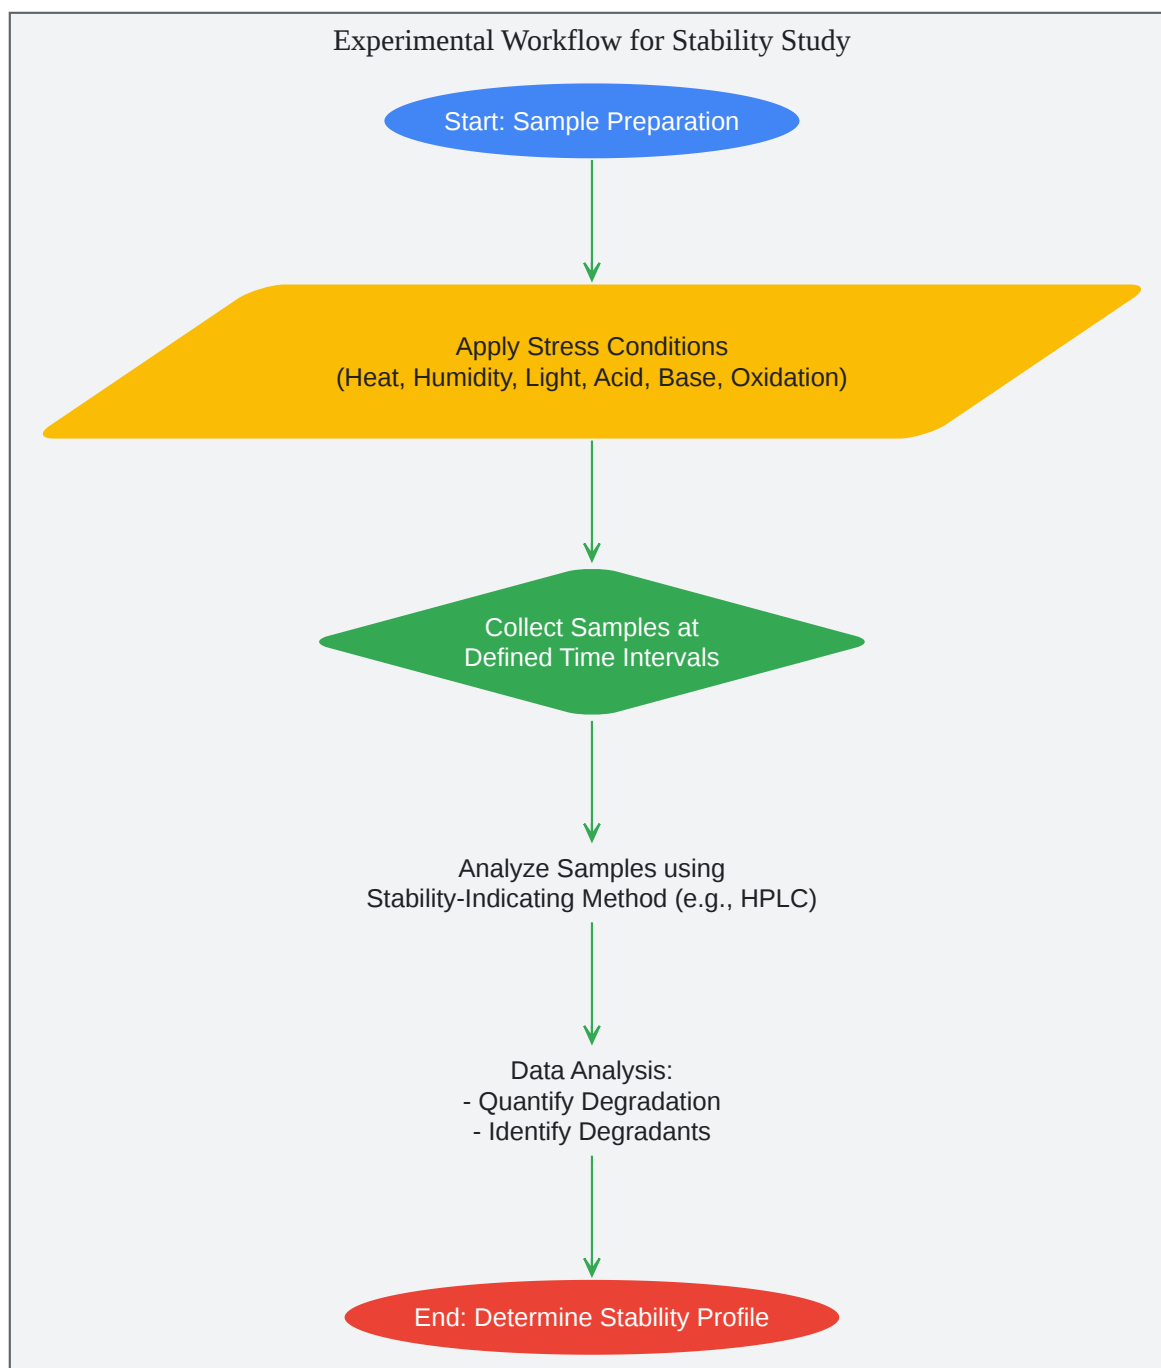 Experimental Workflow for Stability Study
Start: Sample Preparation
Apply Stress Conditions
(Heat, Humidity, Light, Acid, Base, Oxidation)
Collect Samples at
Defined Time Intervals
Analyze Samples using
Stability-Indicating Method (e.g., HPLC)
Data Analysis:
- Quantify Degradation
- Identify Degradants
End: Determine Stability Profile